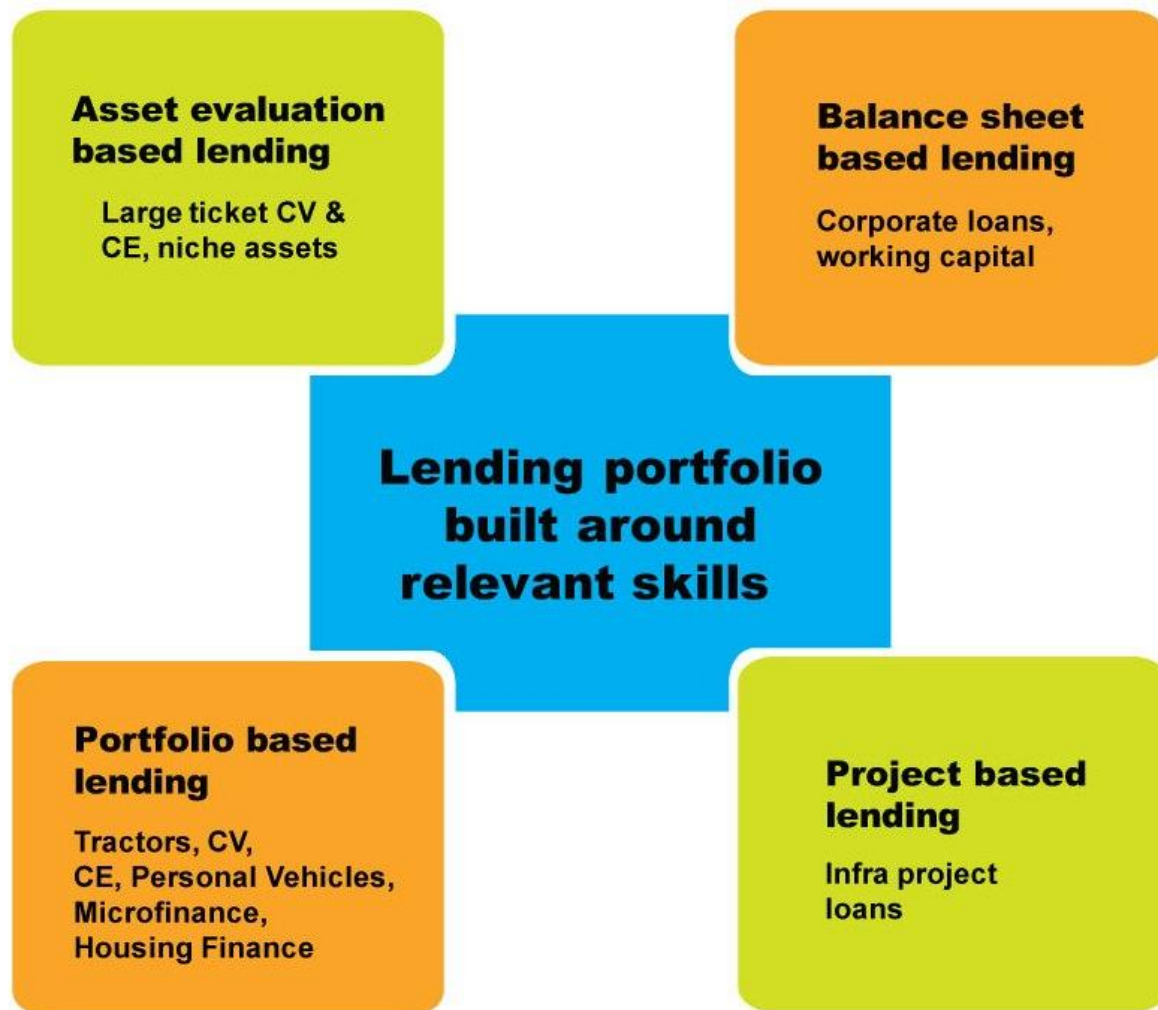 Asset evaluation
based lending
Large ticket CV &
CE, niche assets
Balance sheet
based lending
Corporate loans,
working capital
Lending portfolio
built around
relevant skills
Portfolio based
lending
Tractors, CV,
CE, Personal Vehicles,
Microfinance,
Housing Finance
Project based
lending
Infra project
loans